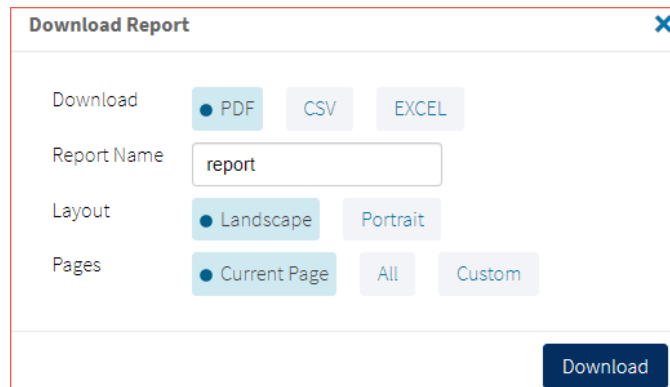 Download Report
Download PDF CSV EXCEL
Report Name report
Layout Landscape Portrait
Pages Current Page All Custom
Download